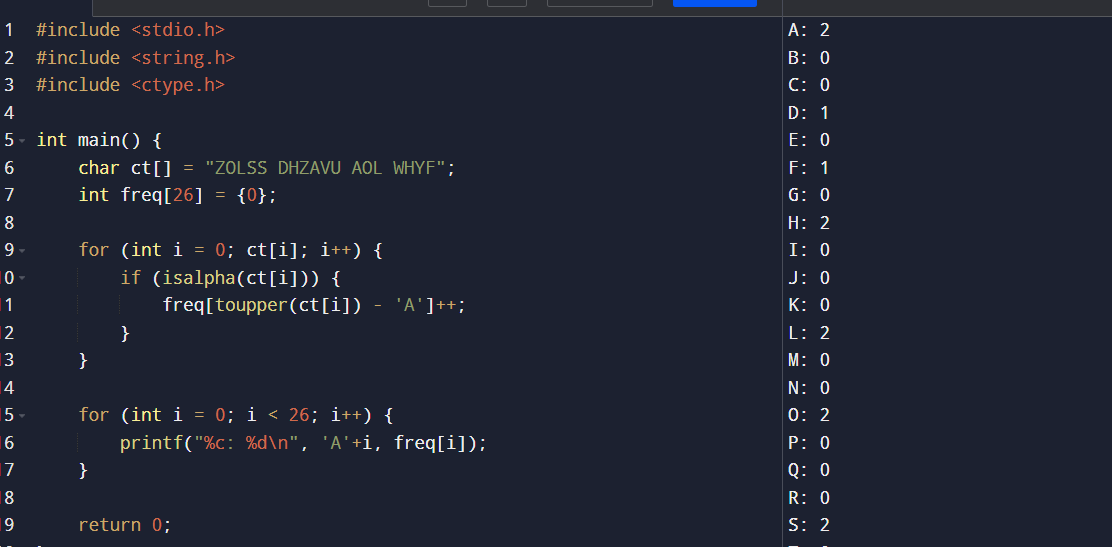 1 #include <stdio.h>
2 #include <string.h>
3 #include <ctype.h>
4
5 int main() {
6 char ct[] = "ZOLSS DHZAVU AOL WHYF";
7 int freq[26] = {0};
8
9 for (int i = 0; ct[i]; i++) {
0 if (isalpha(ct[i])) {
1 freq[toupper(ct[i]) - 'A']++;
2 }
3 }
4
5 for (int i = 0; i < 26; i++) {
6 printf("%c: %d\n", 'A'+i, freq[i]);
7 }
8
9 return 0;
A: 2
B: 0
C: 0
D: 1
E: 0
F: 1
G: 0
H: 2
I: 0
J: 0
K: 0
L: 2
M: 0
N: 0
O: 2
P: 0
Q: 0
R: 0
S: 2